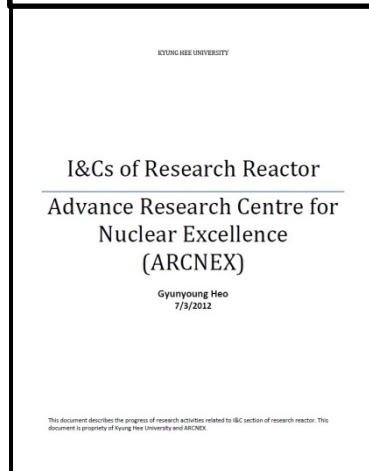 KYUNG HEE UNIVERSITY
I&Cs of Research Reactor
Advance Research Centre for
Nuclear Excellence
(ARCNEX)
Gyunyoung Heo
7/3/2012
This document describes the progress of research activities related to I&C section of research reactor. This
document is propriety of Kyung Hee University and ARCNEX.